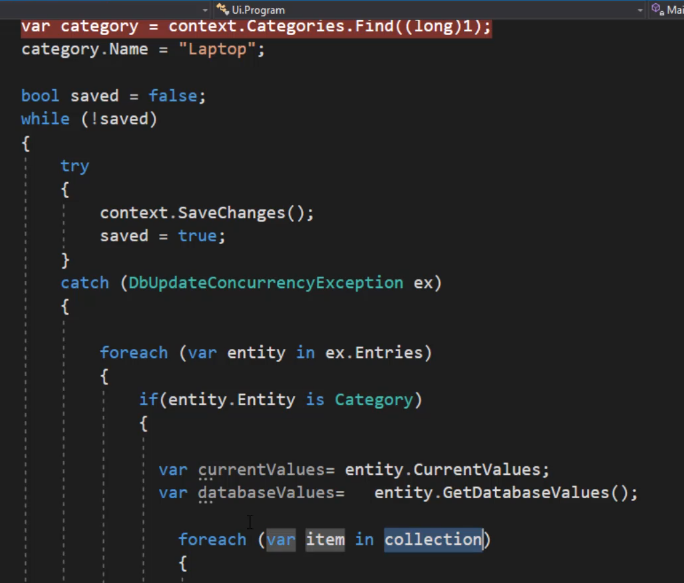 Ui.Program
Mai
var category = context.Categories.Find((long)1);
category.Name = "Laptop";
bool saved = false;
while (!saved)
{
try
{
context.SaveChanges();
saved = true;
}
catch (DbUpdateConcurrencyException ex)
{
foreach (var entity in ex.Entries)
{
if(entity.Entity is Category)
{
var currentValues= entity.CurrentValues;
var databaseValues=   entity.GetDatabaseValues();
foreach (var item in collection)
{